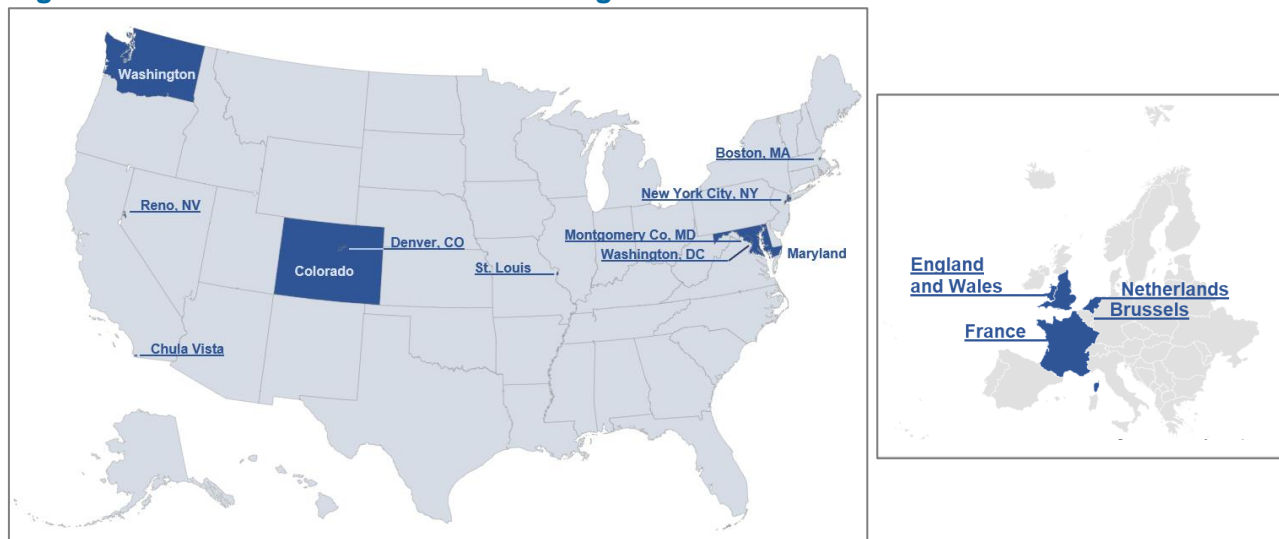 Washington
Boston, MA
New York City, NY
Reno, NV
Montgomery Co, MD
Denver, CO
Washington, DC
Maryland
St. Louis
Colorado
Chula Vista
England
and Wales
Netherlands
Brussels
France